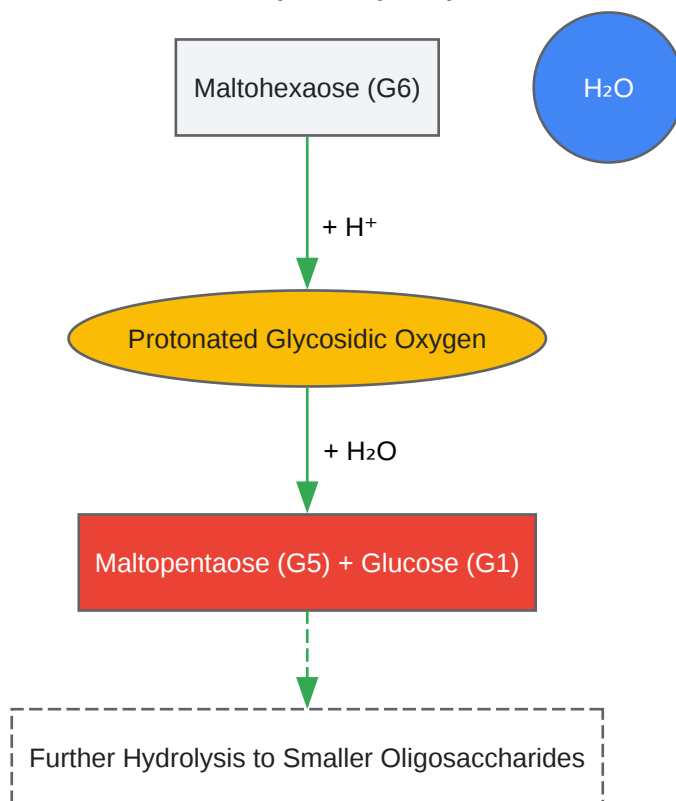 Maltohexaose (G6)
H₂O
+ H⁺
Protonated Glycosidic Oxygen
+ H₂O
Maltopentaose (G5) + Glucose (G1)
Further Hydrolysis to Smaller Oligosaccharides